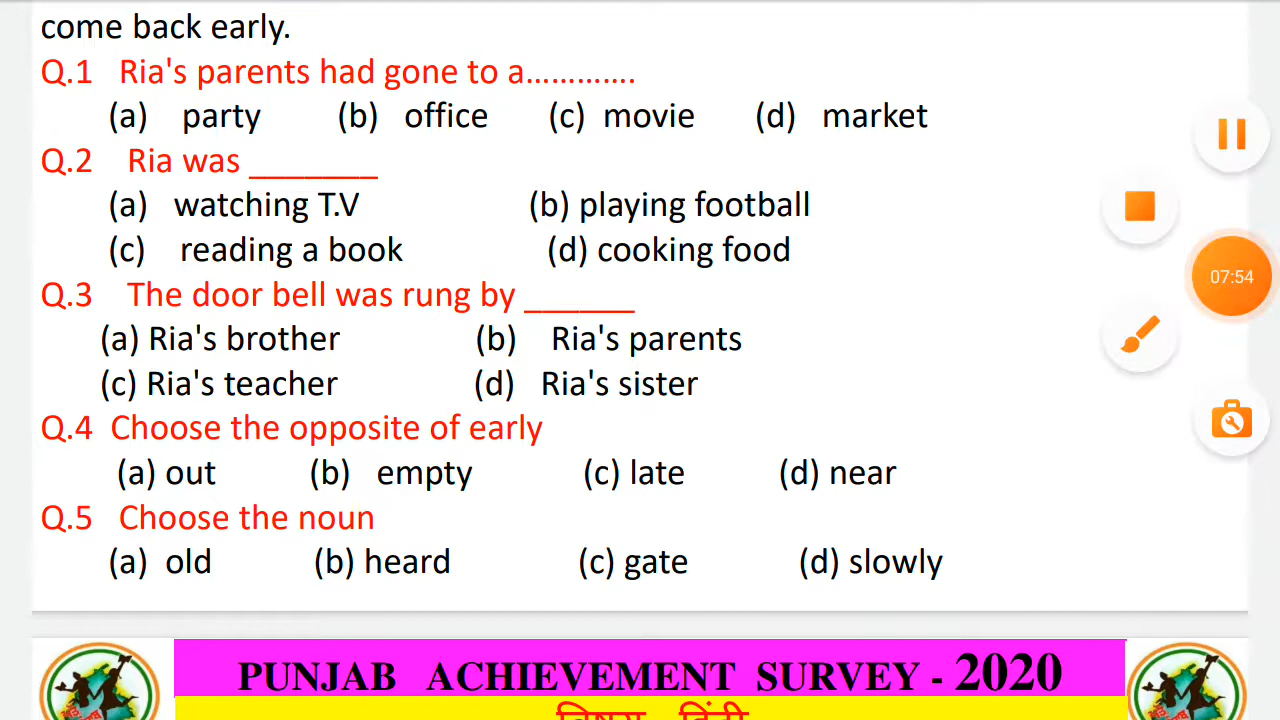 come back early.
Q.1 Ria's parents had gone to a.............
(a) party (b) office (c) movie (d) market
Q.2 Ria was _______
(a) watching T.V (b) playing football
(c) reading a book (d) cooking food
Q.3 The door bell was rung by ______
(a) Ria's brother (b) Ria's parents
(c) Ria's teacher (d) Ria's sister
Q.4 Choose the opposite of early
(a) out (b) empty (c) late (d) near
Q.5 Choose the noun
(a) old (b) heard (c) gate (d) slowly
07:54
PUNJAB ACHIEVEMENT SURVEY - 2020
विषय - हिंदी